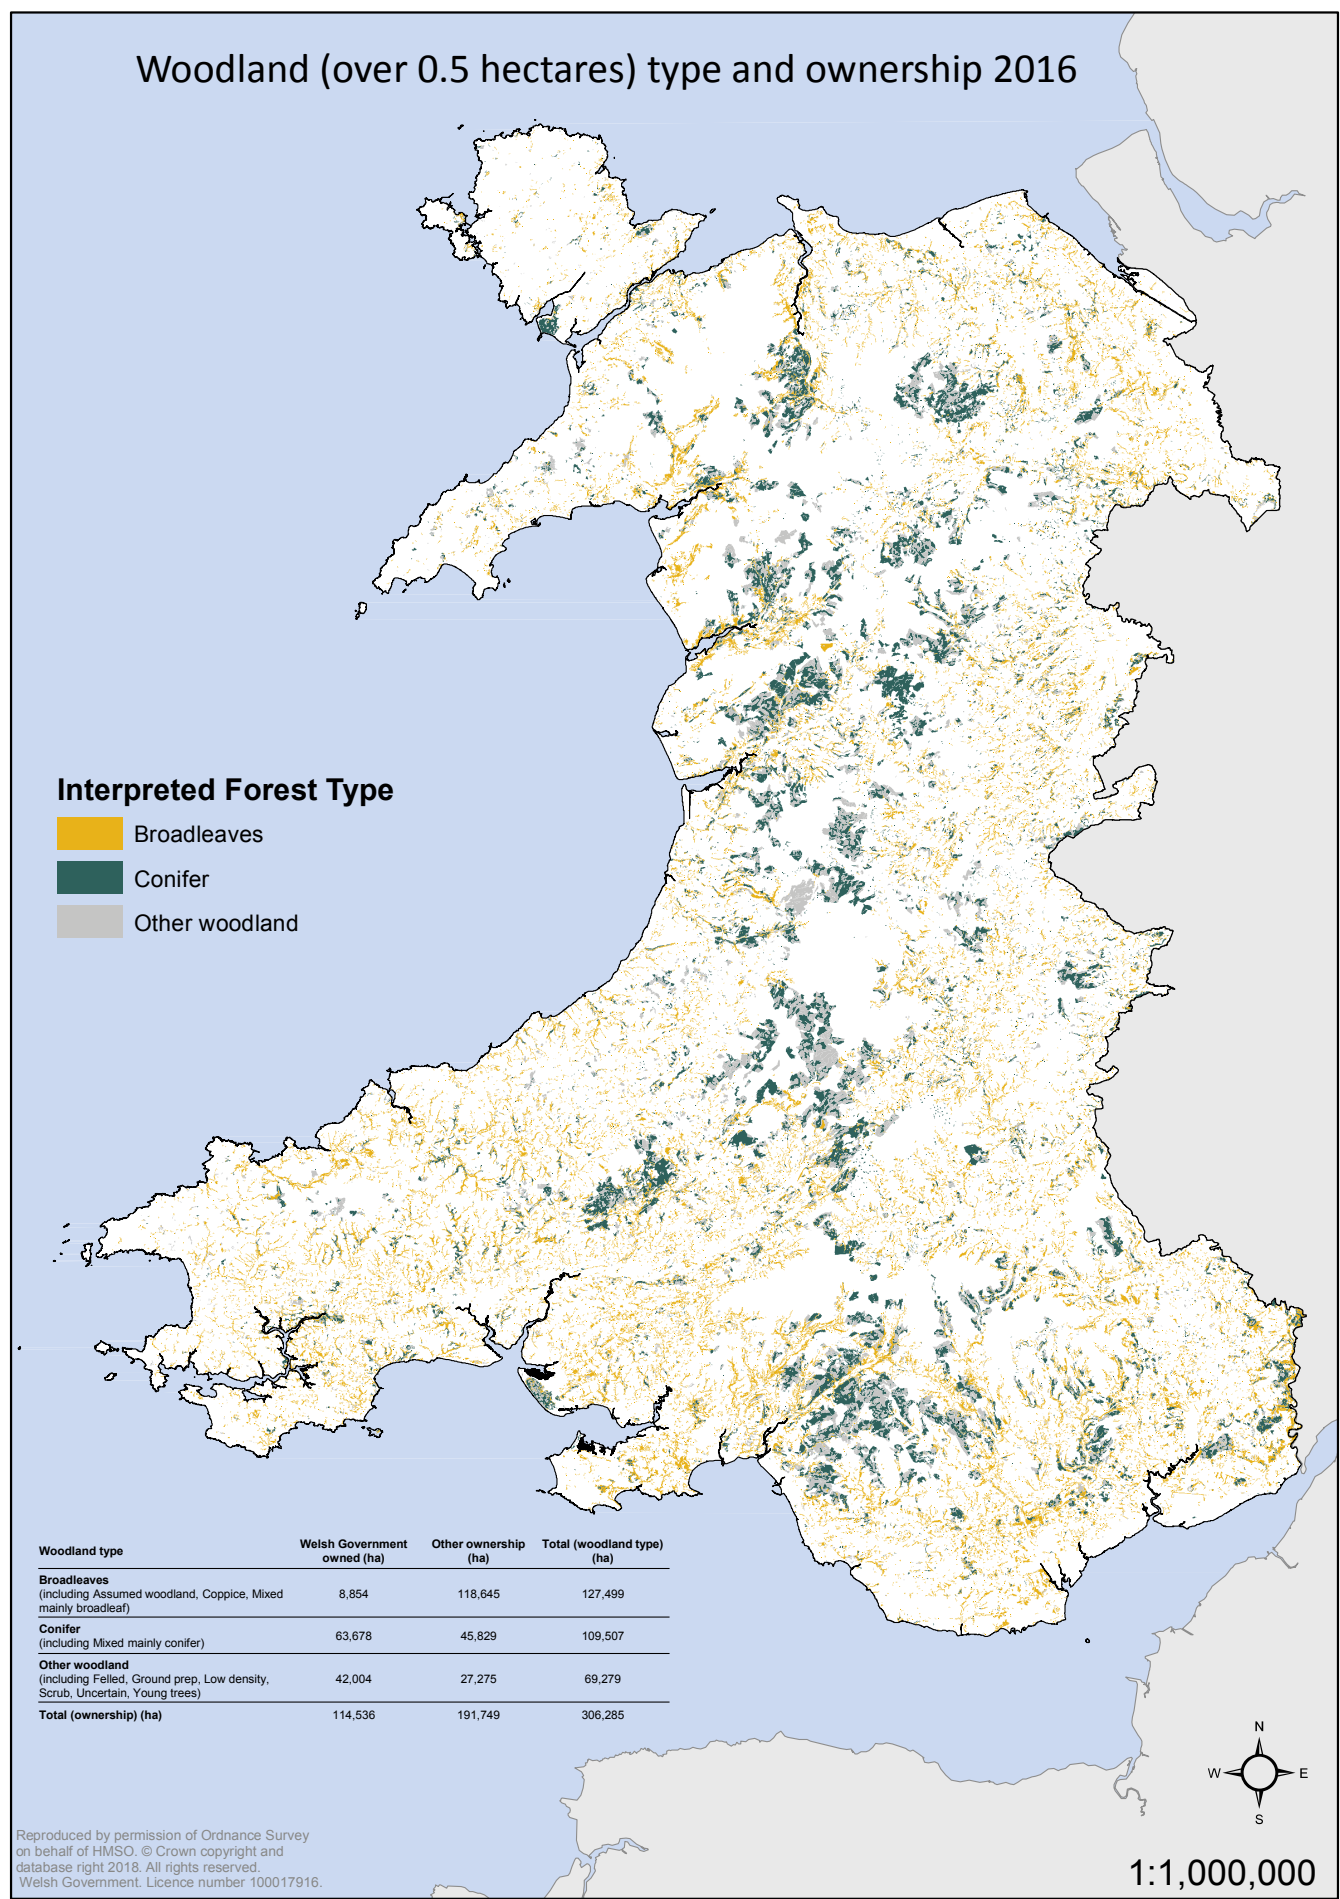 Woodland (over 0.5 hectares) type and ownership 2016
Interpreted Forest Type
Broadleaves
Conifer
Other woodland
Woodland type Welsh Government owned (ha) Other ownership (ha) Total (woodland type) (ha)
Broadleaves
(including Assumed woodland, Coppice, Mixed
mainly broadleaf) 8,854 118,645 127,499
Conifer
(including Mixed mainly conifer) 63,678 45,829 109,507
Other woodland
(including Felled, Ground prep, Low density,
Scrub, Uncertain, Young trees) 42,004 27,275 69,279
Total (ownership) (ha) 114,536 191,749 306,285
N
W E
S
Reproduced by permission of Ordnance Survey
on behalf of HMSO. © Crown copyright and
database right 2018. All rights reserved.
Welsh Government. Licence number 100017916.
1:1,000,000